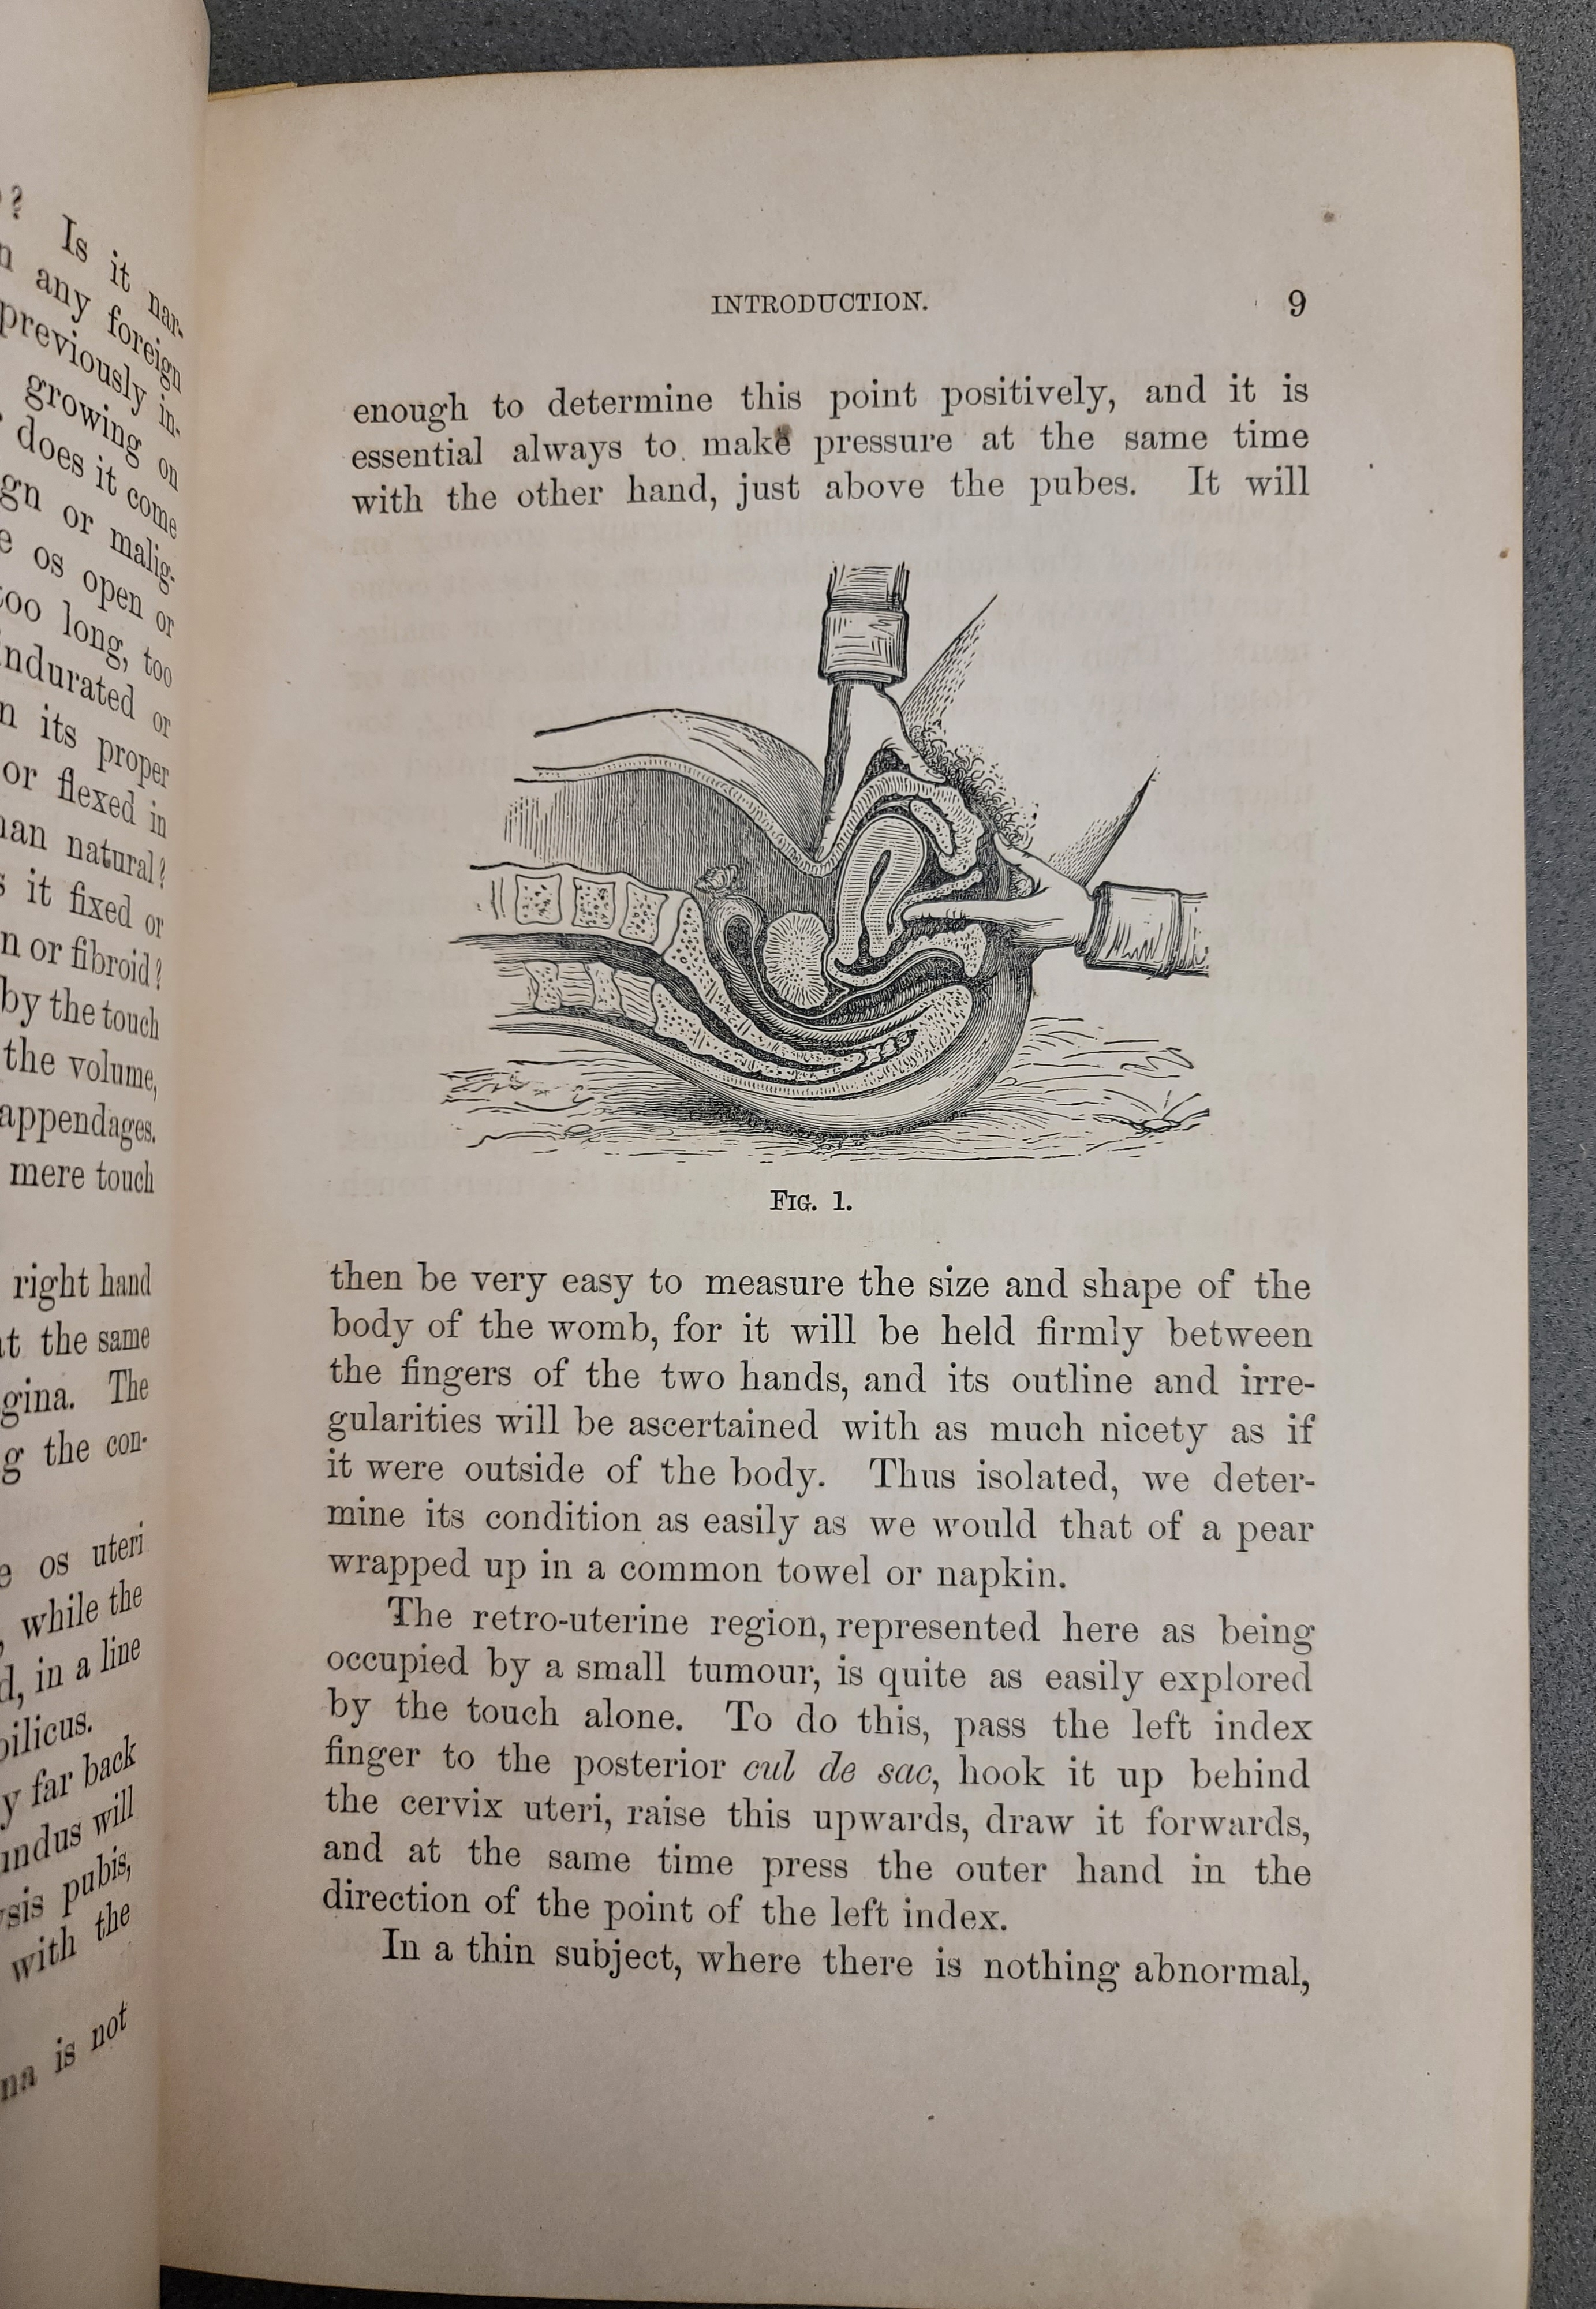 ?
Is it nar-
any foreign
previously in-
growing on
does it come
gn or malig-
os open or
too long, too
indurated or
n its proper
or flexed in
han natural?
s it fixed or
n or fibroid?
by the touch
the volume,
appendages.
mere touch
right hand
at the same
gina. The
g the con-
e os uteri
, while the
d, in a line
bilicus.
y far back
undus will
ysis pubis,
with the
na is not
INTRODUCTION. 9
enough to determine this point positively, and it is
essential always to make pressure at the same time
with the other hand, just above the pubes. It will
FIG. 1.
then be very easy to measure the size and shape of the
body of the womb, for it will be held firmly between
the fingers of the two hands, and its outline and irre-
gularities will be ascertained with as much nicety as if
it were outside of the body. Thus isolated, we deter-
mine its condition as easily as we would that of a pear
wrapped up in a common towel or napkin.
The retro-uterine region, represented here as being
occupied by a small tumour, is quite as easily explored
by the touch alone. To do this, pass the left index
finger to the posterior cul de sac, hook it up behind
the cervix uteri, raise this upwards, draw it forwards,
and at the same time press the outer hand in the
direction of the point of the left index.
In a thin subject, where there is nothing abnormal,